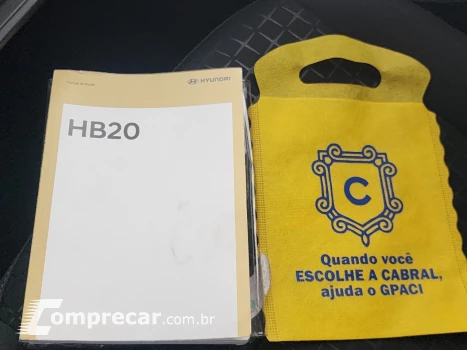 HYUNDAI
HB20
C
Quando você
ESCOLHE A CABRAL,
ajuda o GPACI
Comprecar.com.br